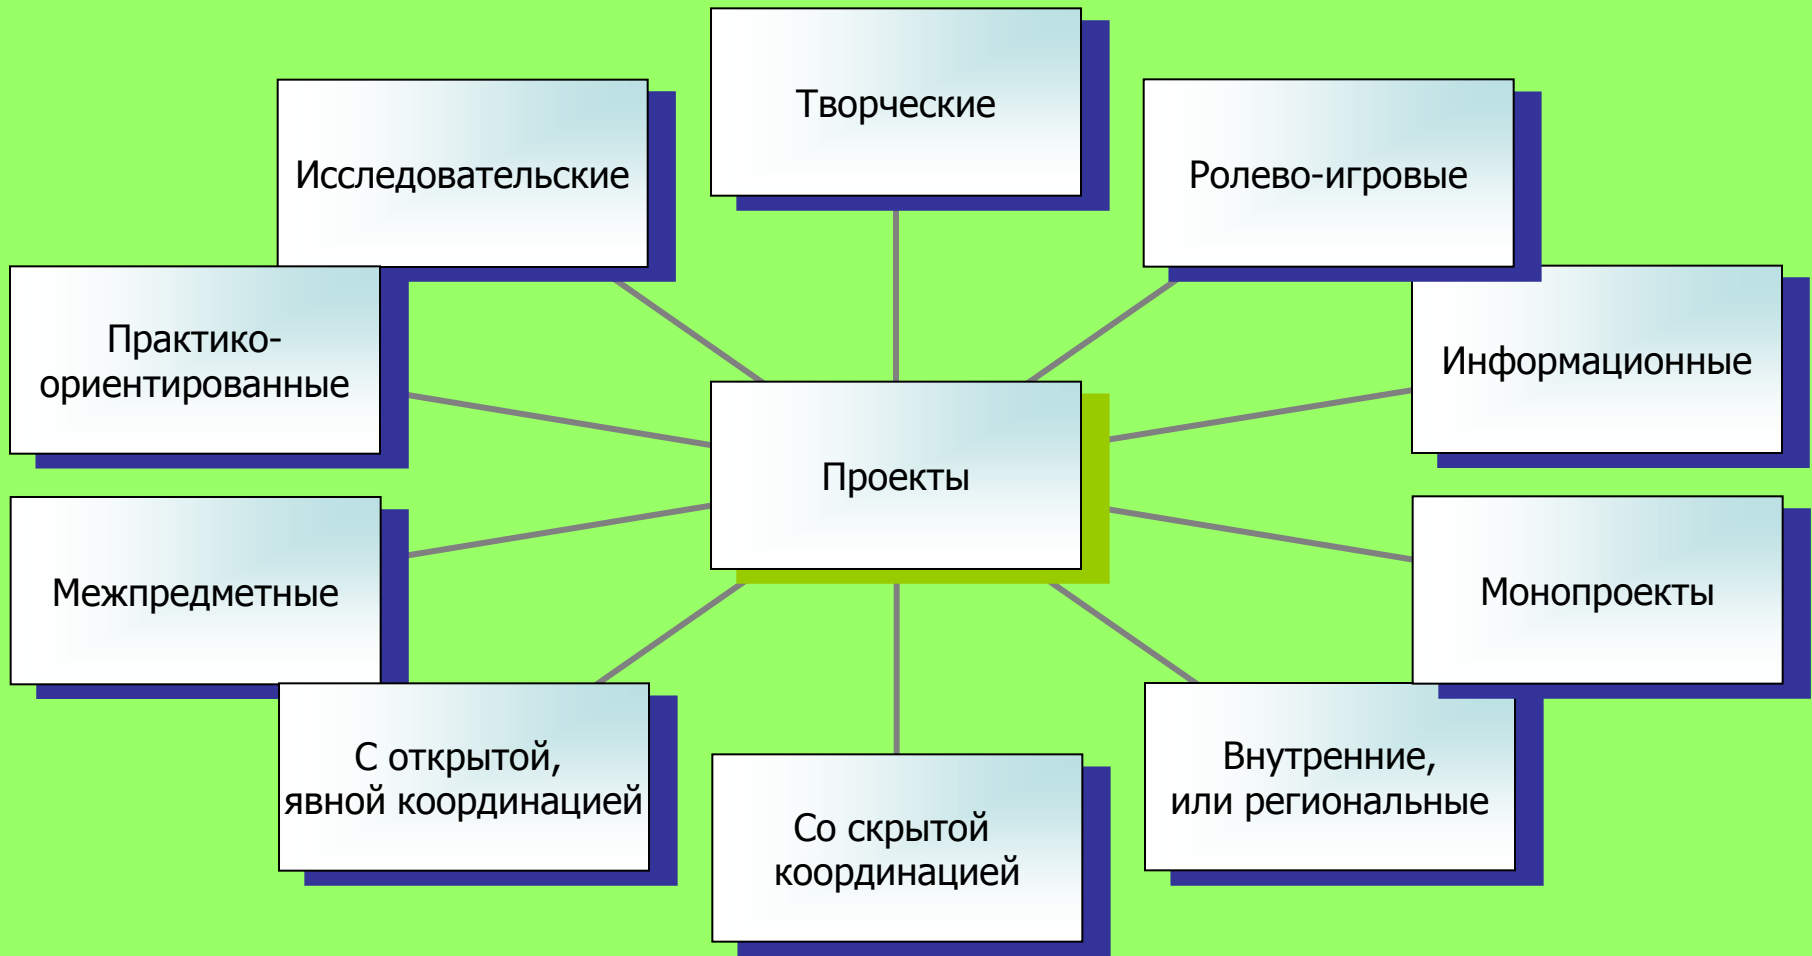 Творческие
Исследовательские
Ролево-игровые
Практико-
ориентированные
Информационные
Проекты
Межпредметные
Монопроекты
С открытой,
явной координацией
Со скрытой
координацией
Внутренние,
или региональные